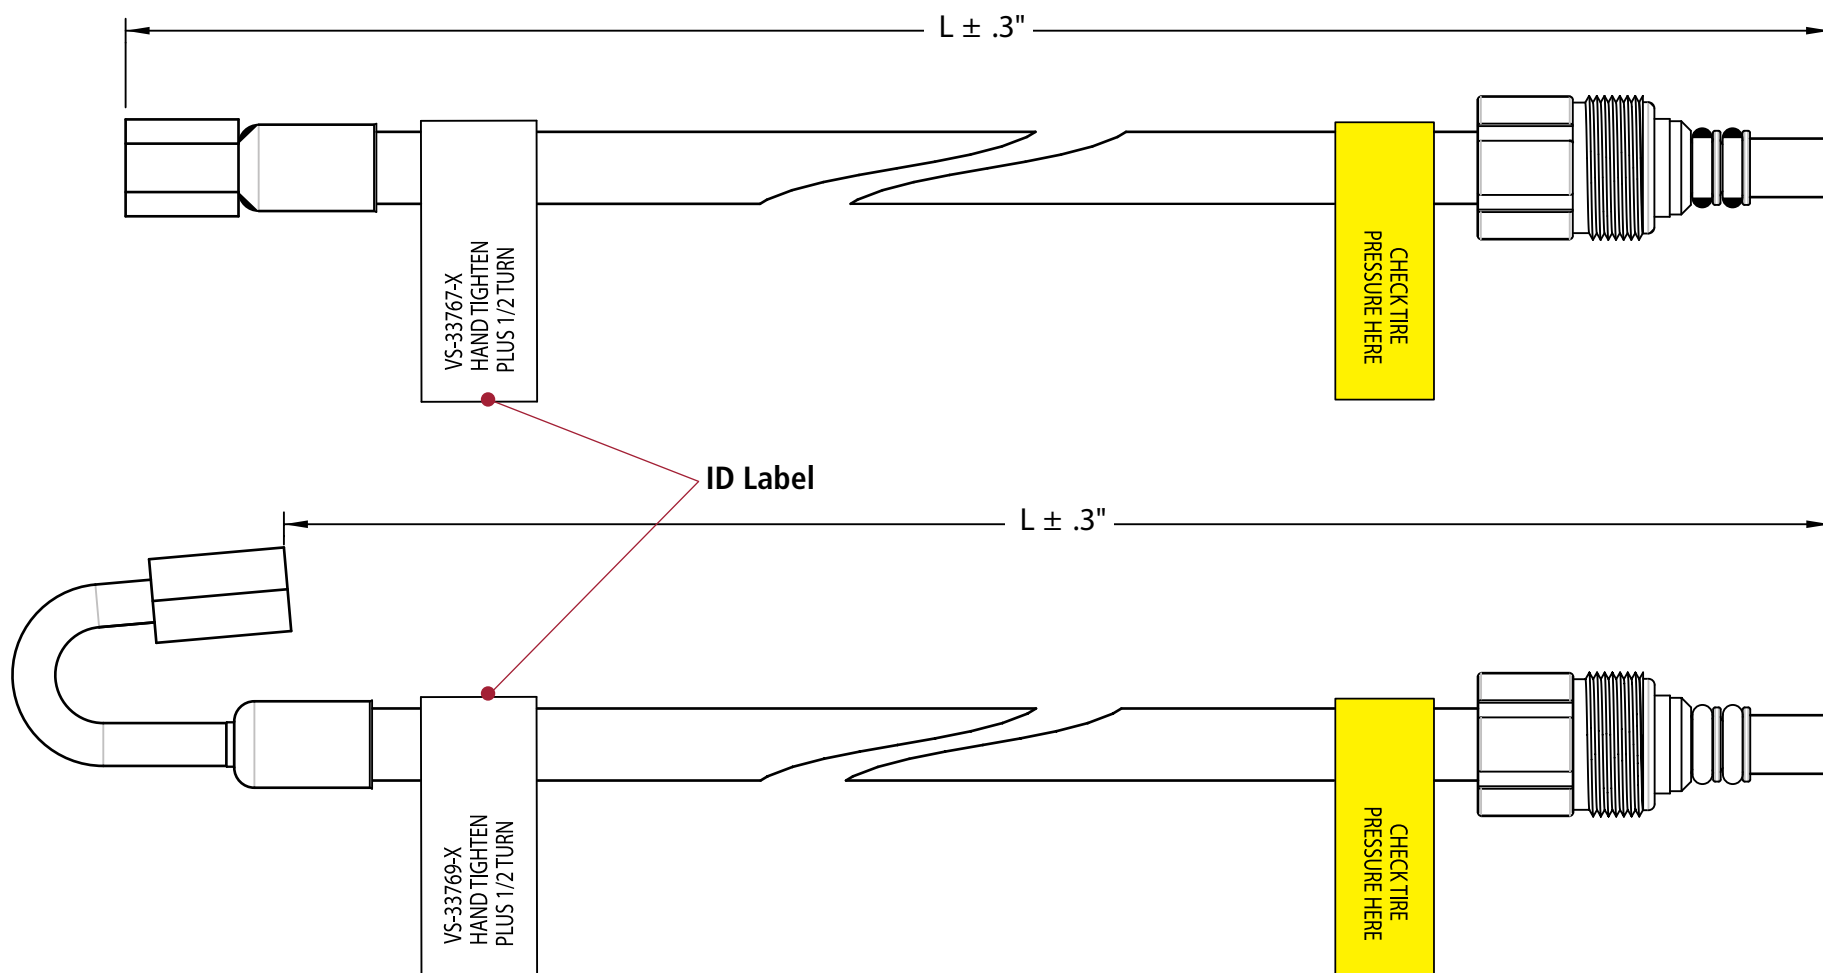 L ± .3"
VS-33767-X
HAND TIGHTEN
PLUS 1/2 TURN
CHECK TIRE
PRESSURE HERE
ID Label
L ± .3"
VS-33769-X
HAND TIGHTEN
PLUS 1/2 TURN
CHECK TIRE
PRESSURE HERE